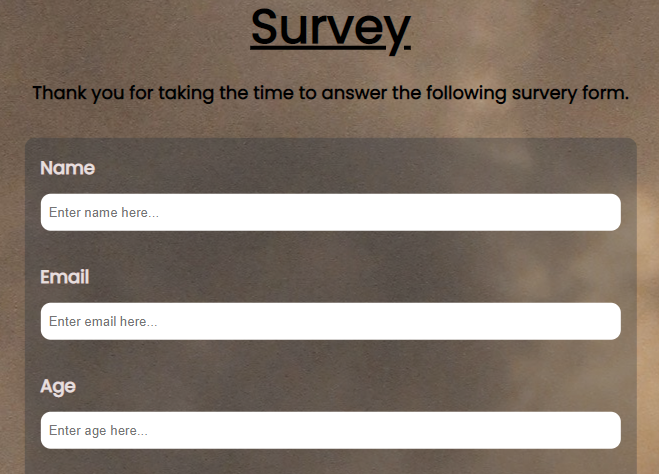 Survey
Thank you for taking the time to answer the following survery form.
Name
Enter name here...
Email
Enter email here...
Age
Enter age here...